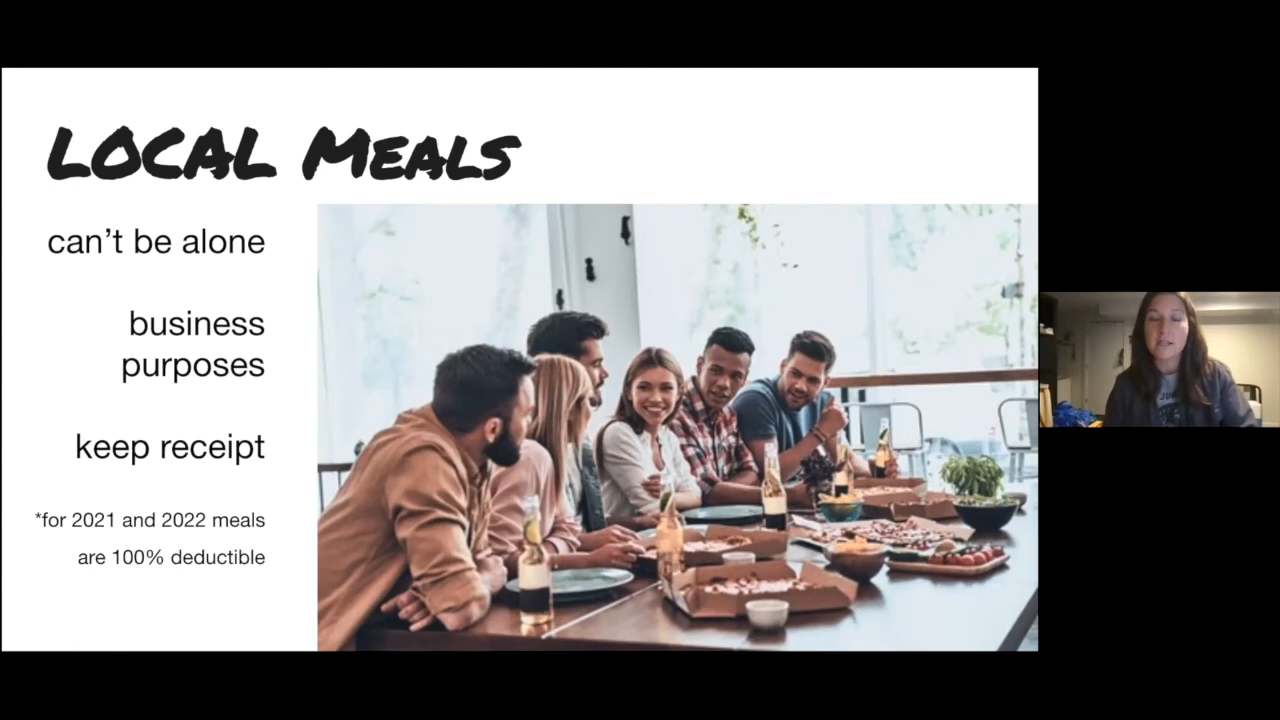 LOCAL MEALS
can't be alone
business
purposes
keep receipt
*for 2021 and 2022 meals
are 100% deductible